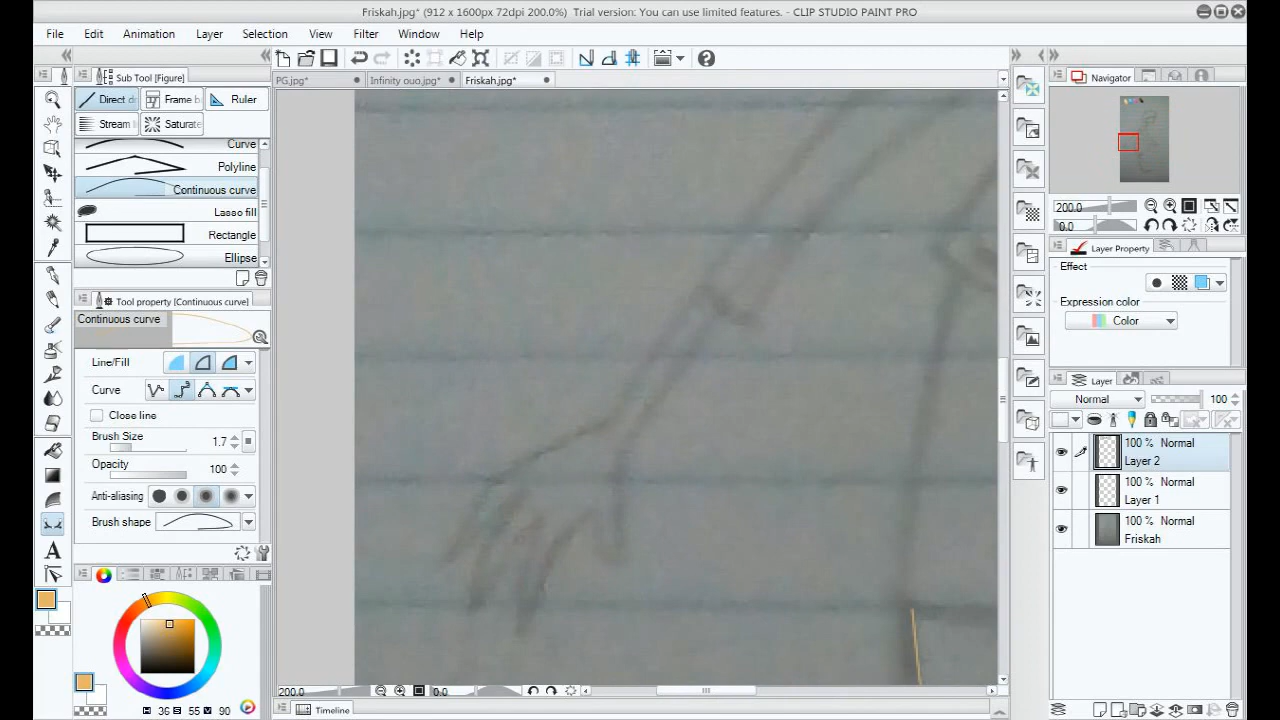 Friskah.jpg* (912 x 1600px 72dpi 200.0%) Trial version: You can use limited features. - CLIP STUDIO PAINT PRO
File Edit Animation Layer Selection View Filter Window Help
Sub Tool [Figure]
PG.jpg* Infinity ouo.jpg* Friskah.jpg*
Navigator
Direct d Frame b Ruler
Stream Saturate
Curve
Polyline
Continuous curve
Lasso fill
Rectangle
Ellipse
200.0
0.0
Layer Property
Effect
Expression color
Color
Tool property [Continuous curve]
Continuous curve
Line/Fill
Curve
Close line
Brush Size 1.7
Opacity 100
Anti-aliasing
Brush shape
Layer
Normal 100
100 % Normal
Layer 2
100 % Normal
Layer 1
100 % Normal
Friskah
H 36 S 55 V 90
200.0 0.0
Timeline